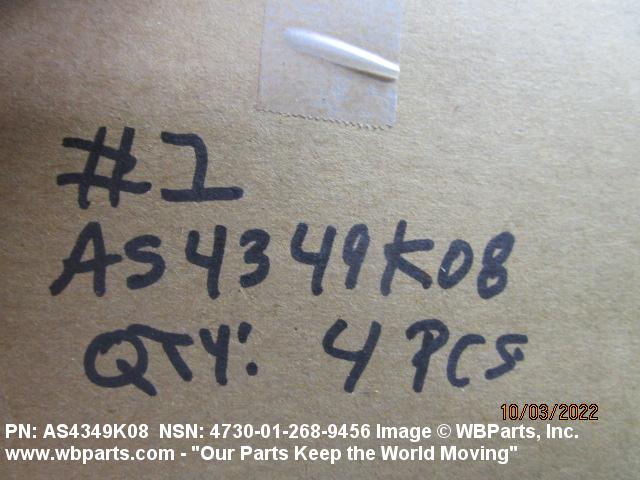 #1
AS4349K08
QTY: 4 PCS
10/03/2022
PN: AS4349K08 NSN: 4730-01-268-9456 Image © WBParts, Inc.
www.wbparts.com - "Our Parts Keep the World Moving"